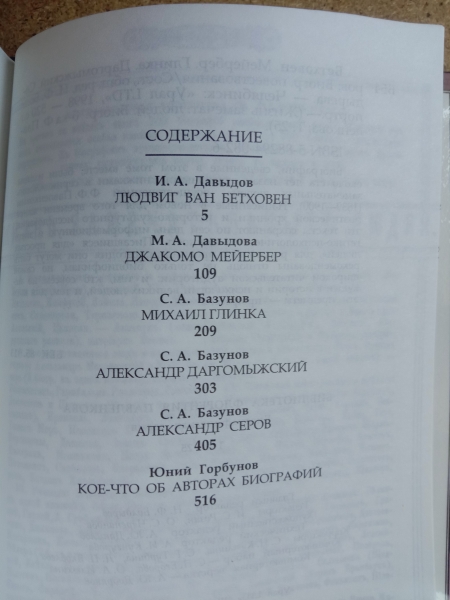 СОДЕРЖАНИЕ
И. А. Давыдов
ЛЮДВИГ ВАН БЕТХОВЕН
5
М. А. Давыдова
ДЖАКОМО МЕЙЕРБЕР
109
С. А. Базунов
МИХАИЛ ГЛИНКА
209
С. А. Базунов
АЛЕКСАНДР ДАРГОМЫЖСКИЙ
303
С. А. Базунов
АЛЕКСАНДР СЕРОВ
405
Юний Горбунов
КОЕ-ЧТО ОБ АВТОРАХ БИОГРАФИЙ
516